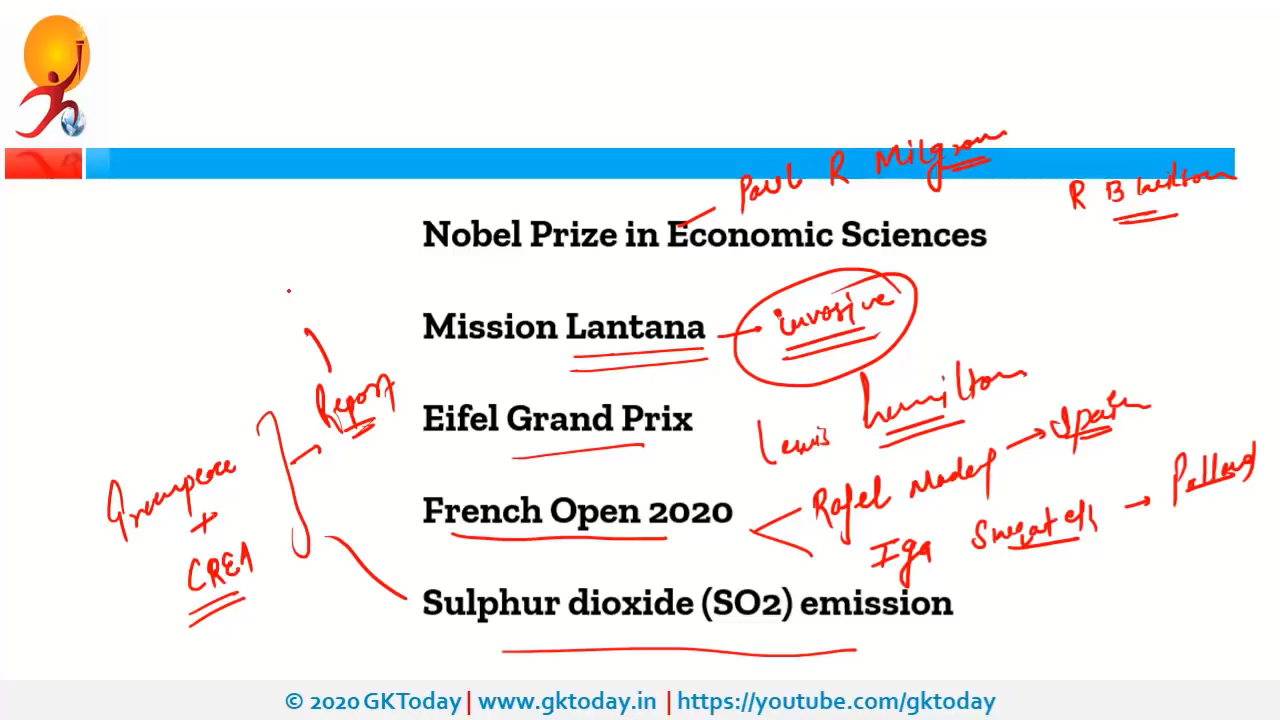 Paul R Milgrom
R B Wilson
Nobel Prize in Economic Sciences
Mission Lantana
invasive
Report
Eifel Grand Prix
Lewis hamilton
Greenpeace
+
CREA
French Open 2020
Rafel Nadal → Spain
Iga Swiatek → Polland
Sulphur dioxide (SO2) emission
© 2020 GKToday | www.gktoday.in | https://youtube.com/gktoday